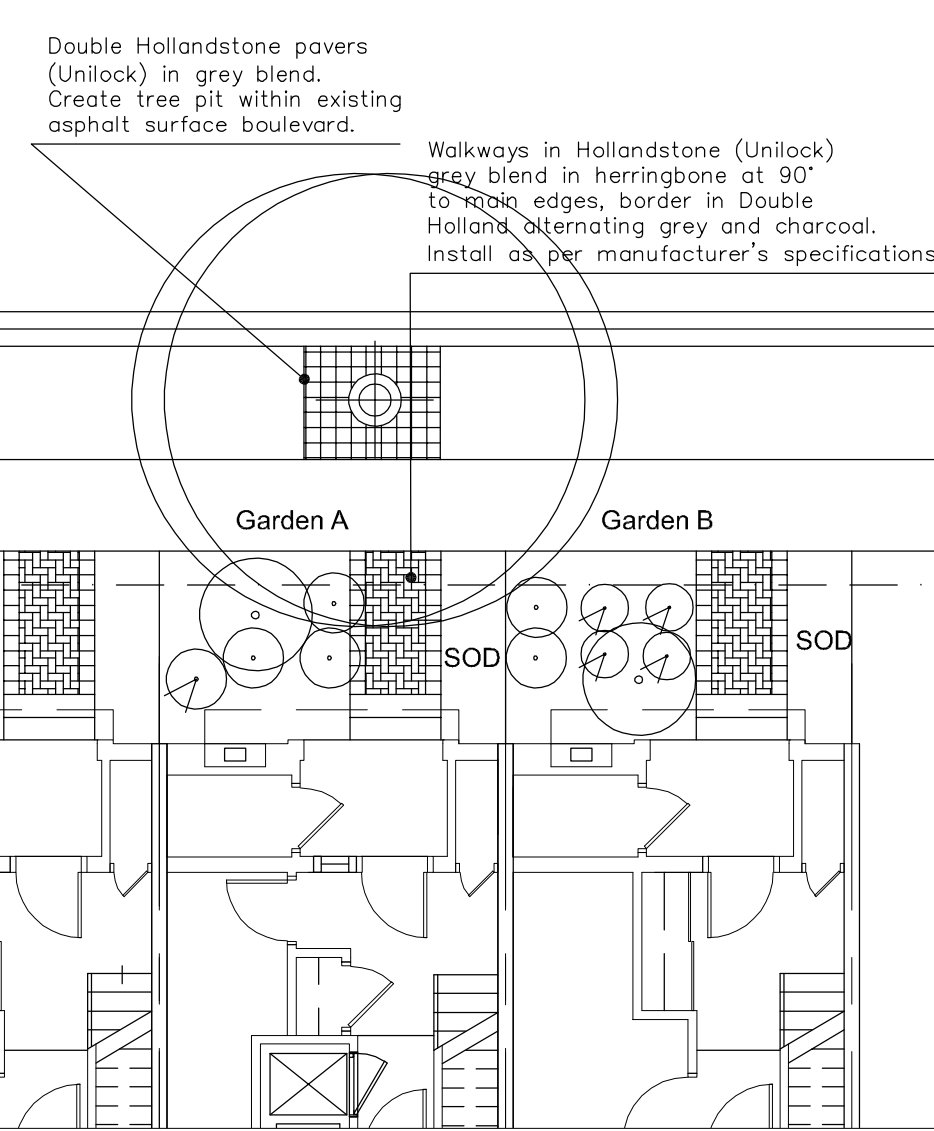 Double Hollandstone pavers
(Unilock) in grey blend.
Create tree pit within existing
asphalt surface boulevard.
Walkways in Hollandstone (Unilock)
grey blend in herringbone at 90°
to main edges, border in Double
Holland alternating grey and charcoal.
Install as per manufacturer's specifications
Garden A
Garden B
SOD
SOD